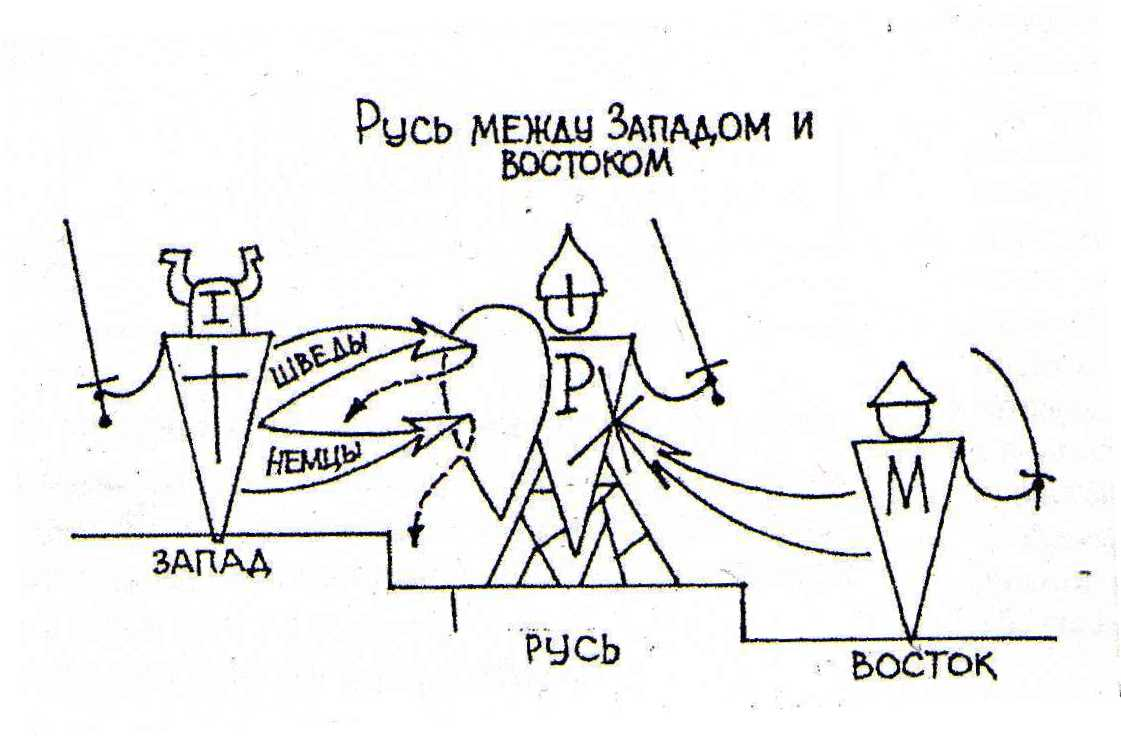 Русь между Западом и
востоком
ШВЕДЫ
НЕМЦЫ
Р
М
ЗАПАД
РУСЬ
ВОСТОК